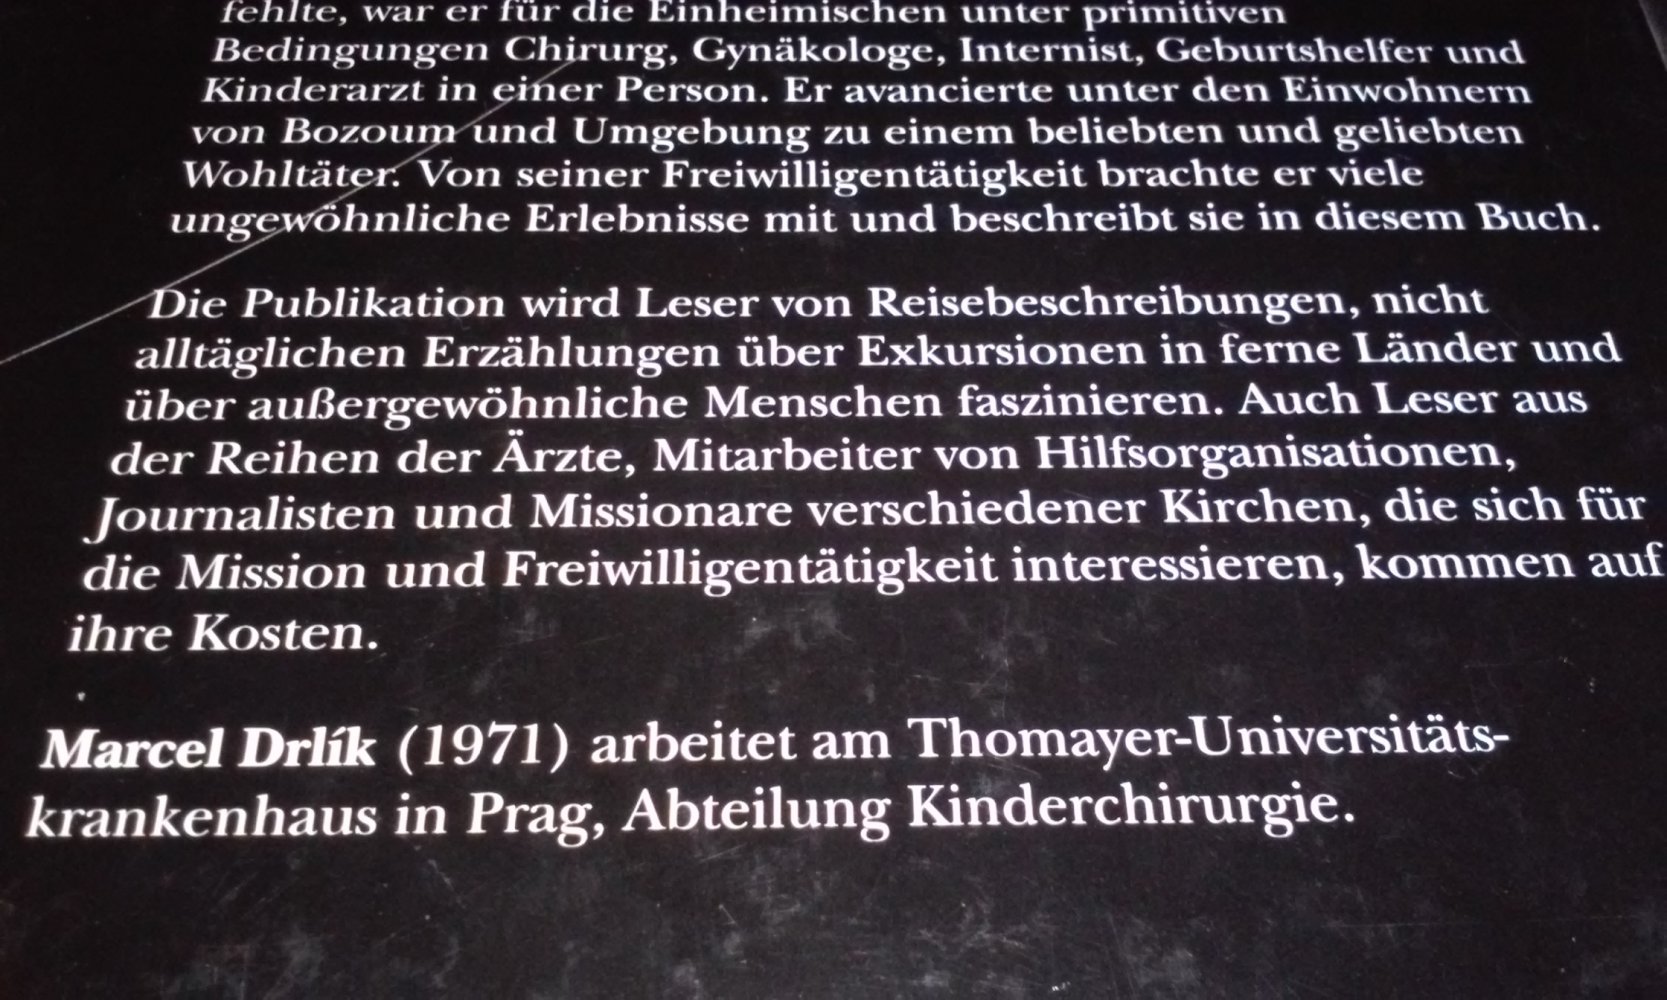 fehlte, war er für die Einheimischen unter primitiven
Bedingungen Chirurg, Gynäkologe, Internist, Geburtshelfer und
Kinderarzt in einer Person. Er avancierte unter den Einwohnern
von Bozoum und Umgebung zu einem beliebten und geliebten
Wohltäter. Von seiner Freiwilligentätigkeit brachte er viele
ungewöhnliche Erlebnisse mit und beschreibt sie in diesem Buch.
Die Publikation wird Leser von Reisebeschreibungen, nicht
alltäglichen Erzählungen über Exkursionen in ferne Länder und
über außergewöhnliche Menschen faszinieren. Auch Leser aus
der Reihen der Ärzte, Mitarbeiter von Hilfsorganisationen,
Journalisten und Missionare verschiedener Kirchen, die sich für
die Mission und Freiwilligentätigkeit interessieren, kommen auf
ihre Kosten.
Marcel Drlík (1971) arbeitet am Thomayer-Universitäts-
krankenhaus in Prag, Abteilung Kinderchirurgie.